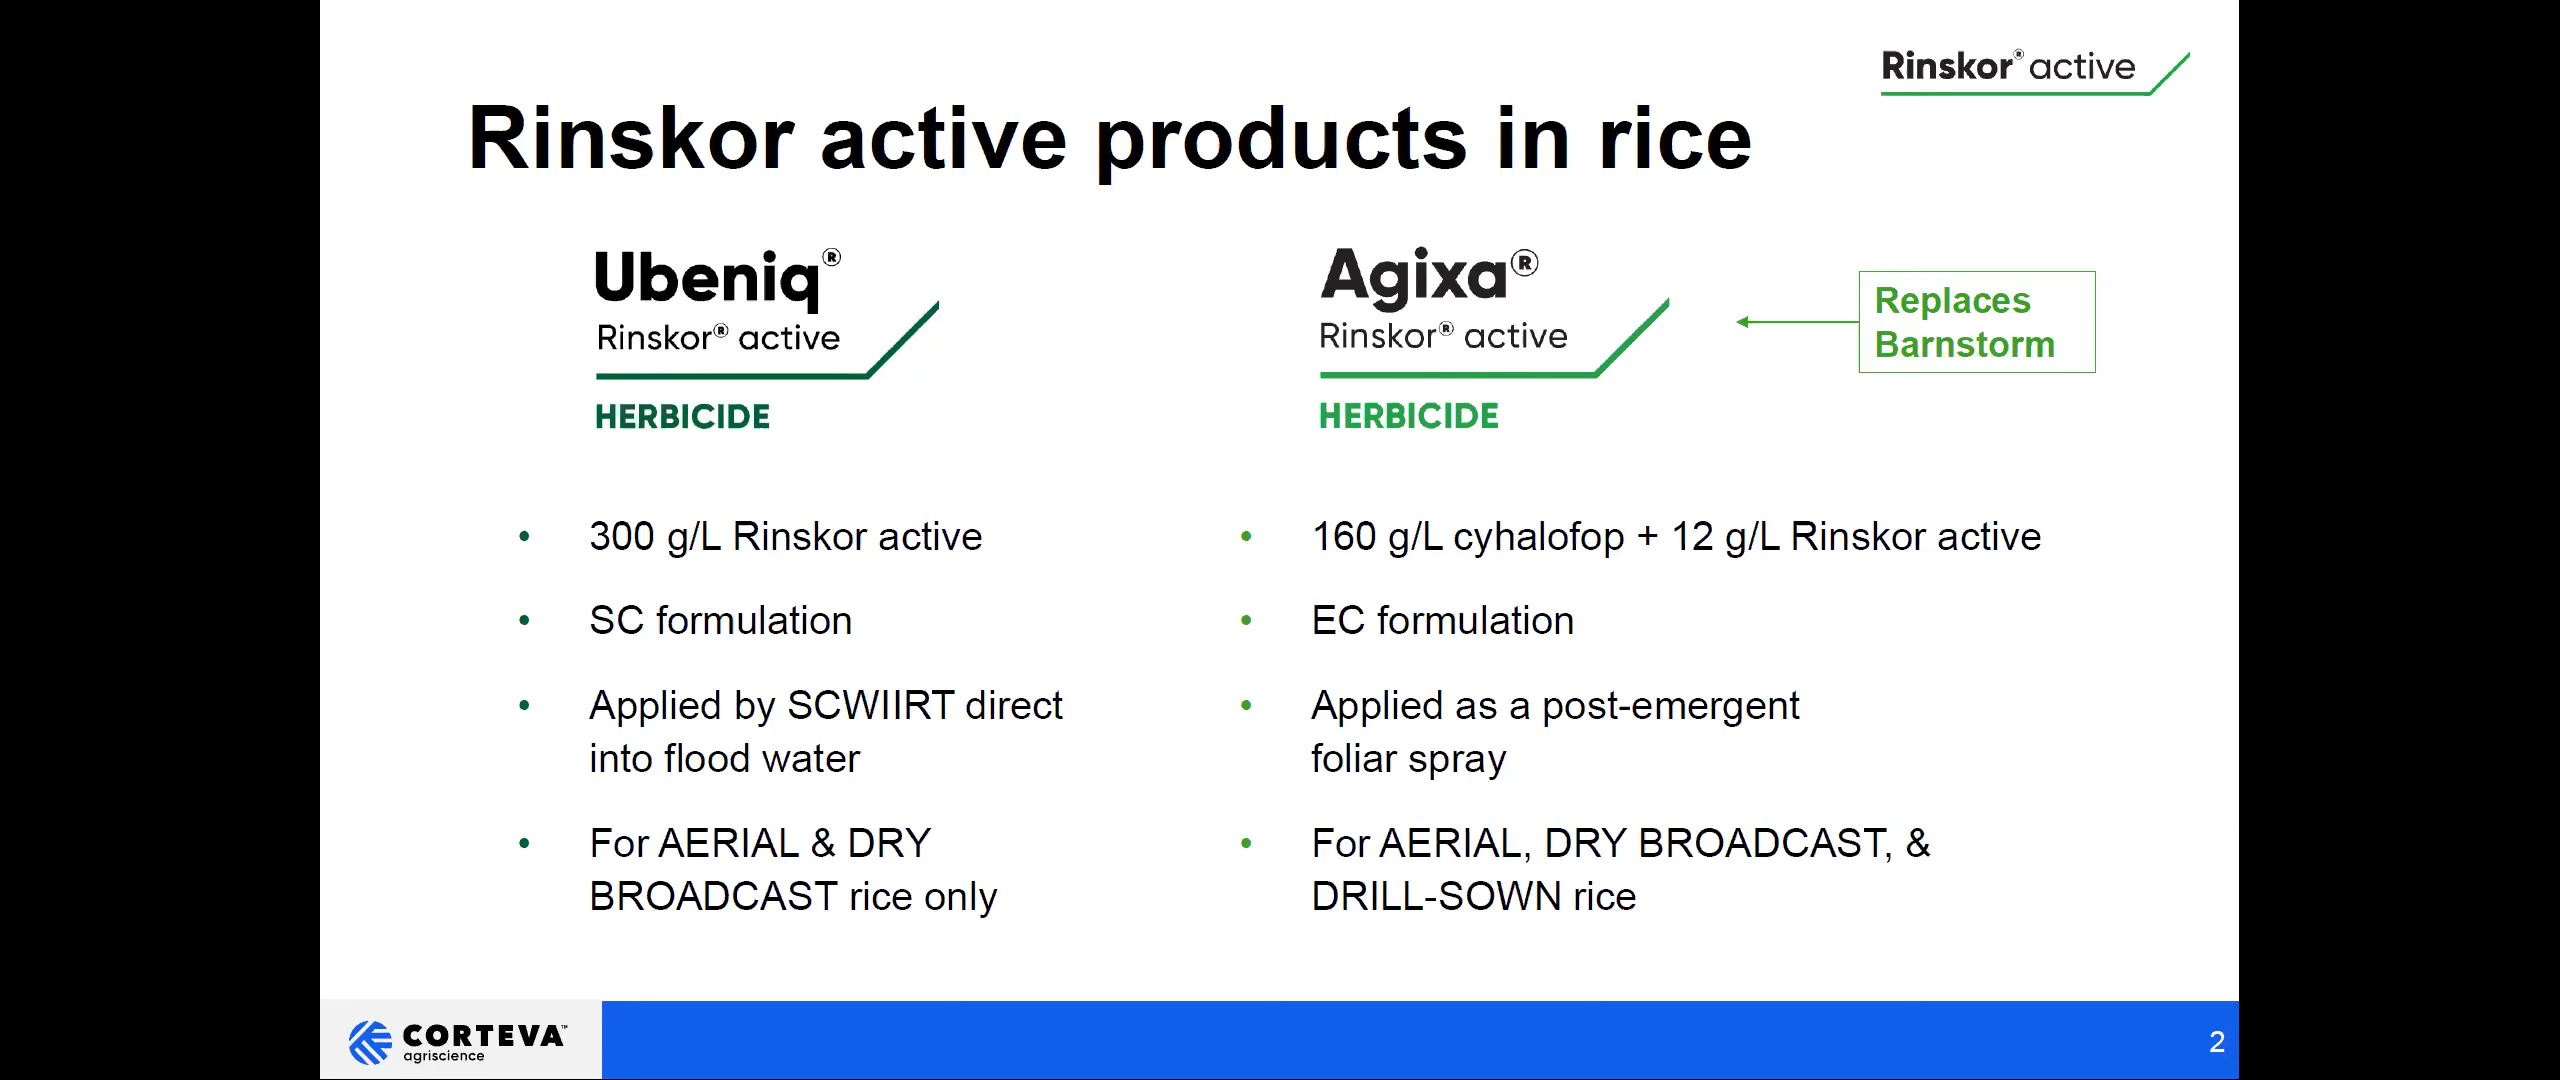 Rinskor® active
Rinskor active products in rice
Ubeniq®
Rinskor® active
HERBICIDE
• 300 g/L Rinskor active
• SC formulation
• Applied by SCWIIRT direct
into flood water
• For AERIAL & DRY
BROADCAST rice only
Agixa®
Rinskor® active
HERBICIDE
Replaces
Barnstorm
• 160 g/L cyhalofop + 12 g/L Rinskor active
• EC formulation
• Applied as a post-emergent
foliar spray
• For AERIAL, DRY BROADCAST, &
DRILL-SOWN rice
CORTEVA™
agriscience
2